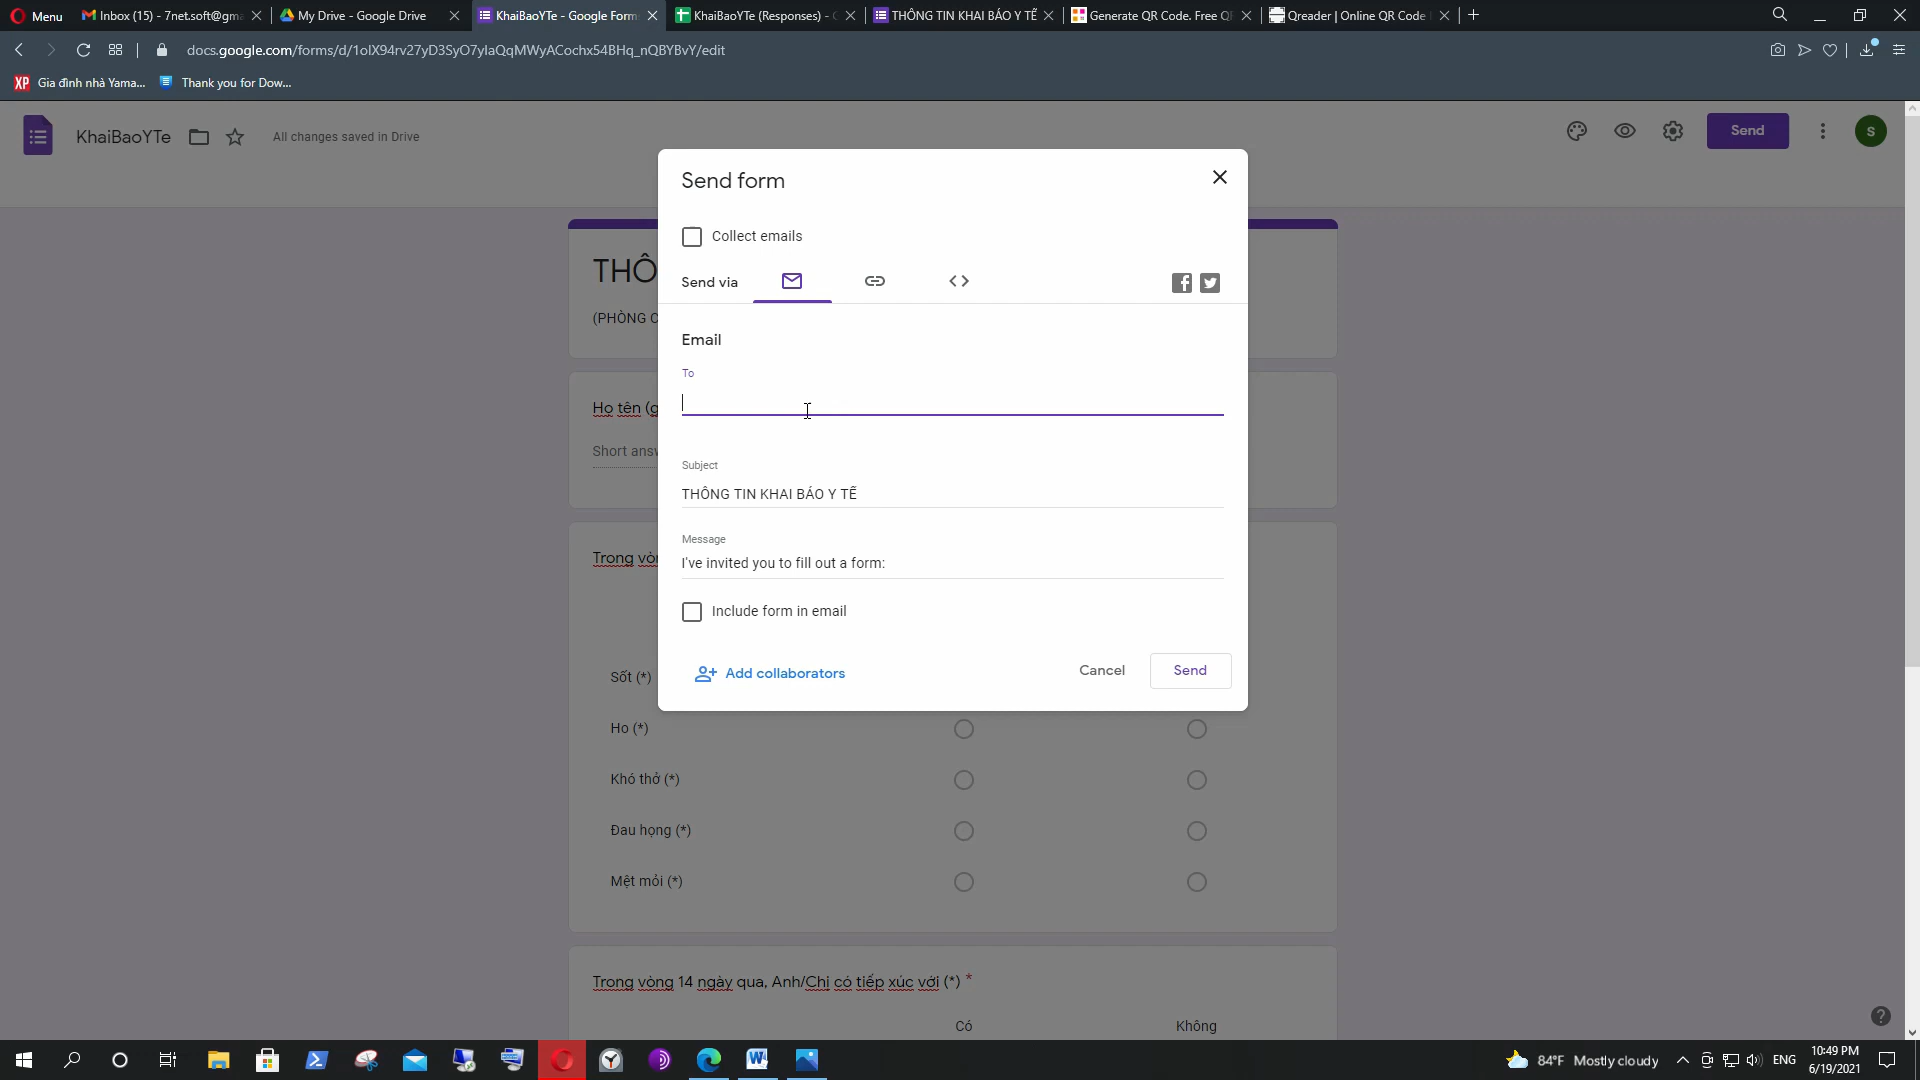 Menu
Inbox (15) - 7net.soft@gma
My Drive - Google Drive
KhaiBaoYTe - Google Form
KhaiBaoYTe (Responses) -
THÔNG TIN KHAI BÁO Y TẾ
Generate QR Code. Free Q
Qreader | Online QR Code
docs.google.com/forms/d/1olX94rv27yD3SyO7ylaQqMWyACochx54BHq_nQBYBvY/edit
XP Gia đình nhà Yama...
Thank you for Dow...
KhaiBaoYTe
All changes saved in Drive
Send
S
Send form
Collect emails
Send via
THÔ
(PHÒNG
Email
To
Họ tên (
Short ans
Subject
THÔNG TIN KHAI BÁO Y TẾ
Message
I've invited you to fill out a form:
Trong vò
Include form in email
Add collaborators
Cancel
Send
Sốt (*)
Ho (*)
Khó thở (*)
Đau họng (*)
Mệt mỏi (*)
Trong vòng 14 ngày qua, Anh/Chị có tiếp xúc với (*) *
Có
Không
84°F Mostly cloudy
ENG
10:49 PM
6/19/2021